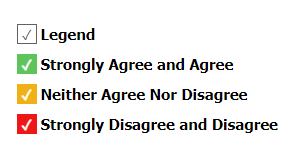 ✓ Legend
✓ Strongly Agree and Agree
✓ Neither Agree Nor Disagree
✓ Strongly Disagree and Disagree